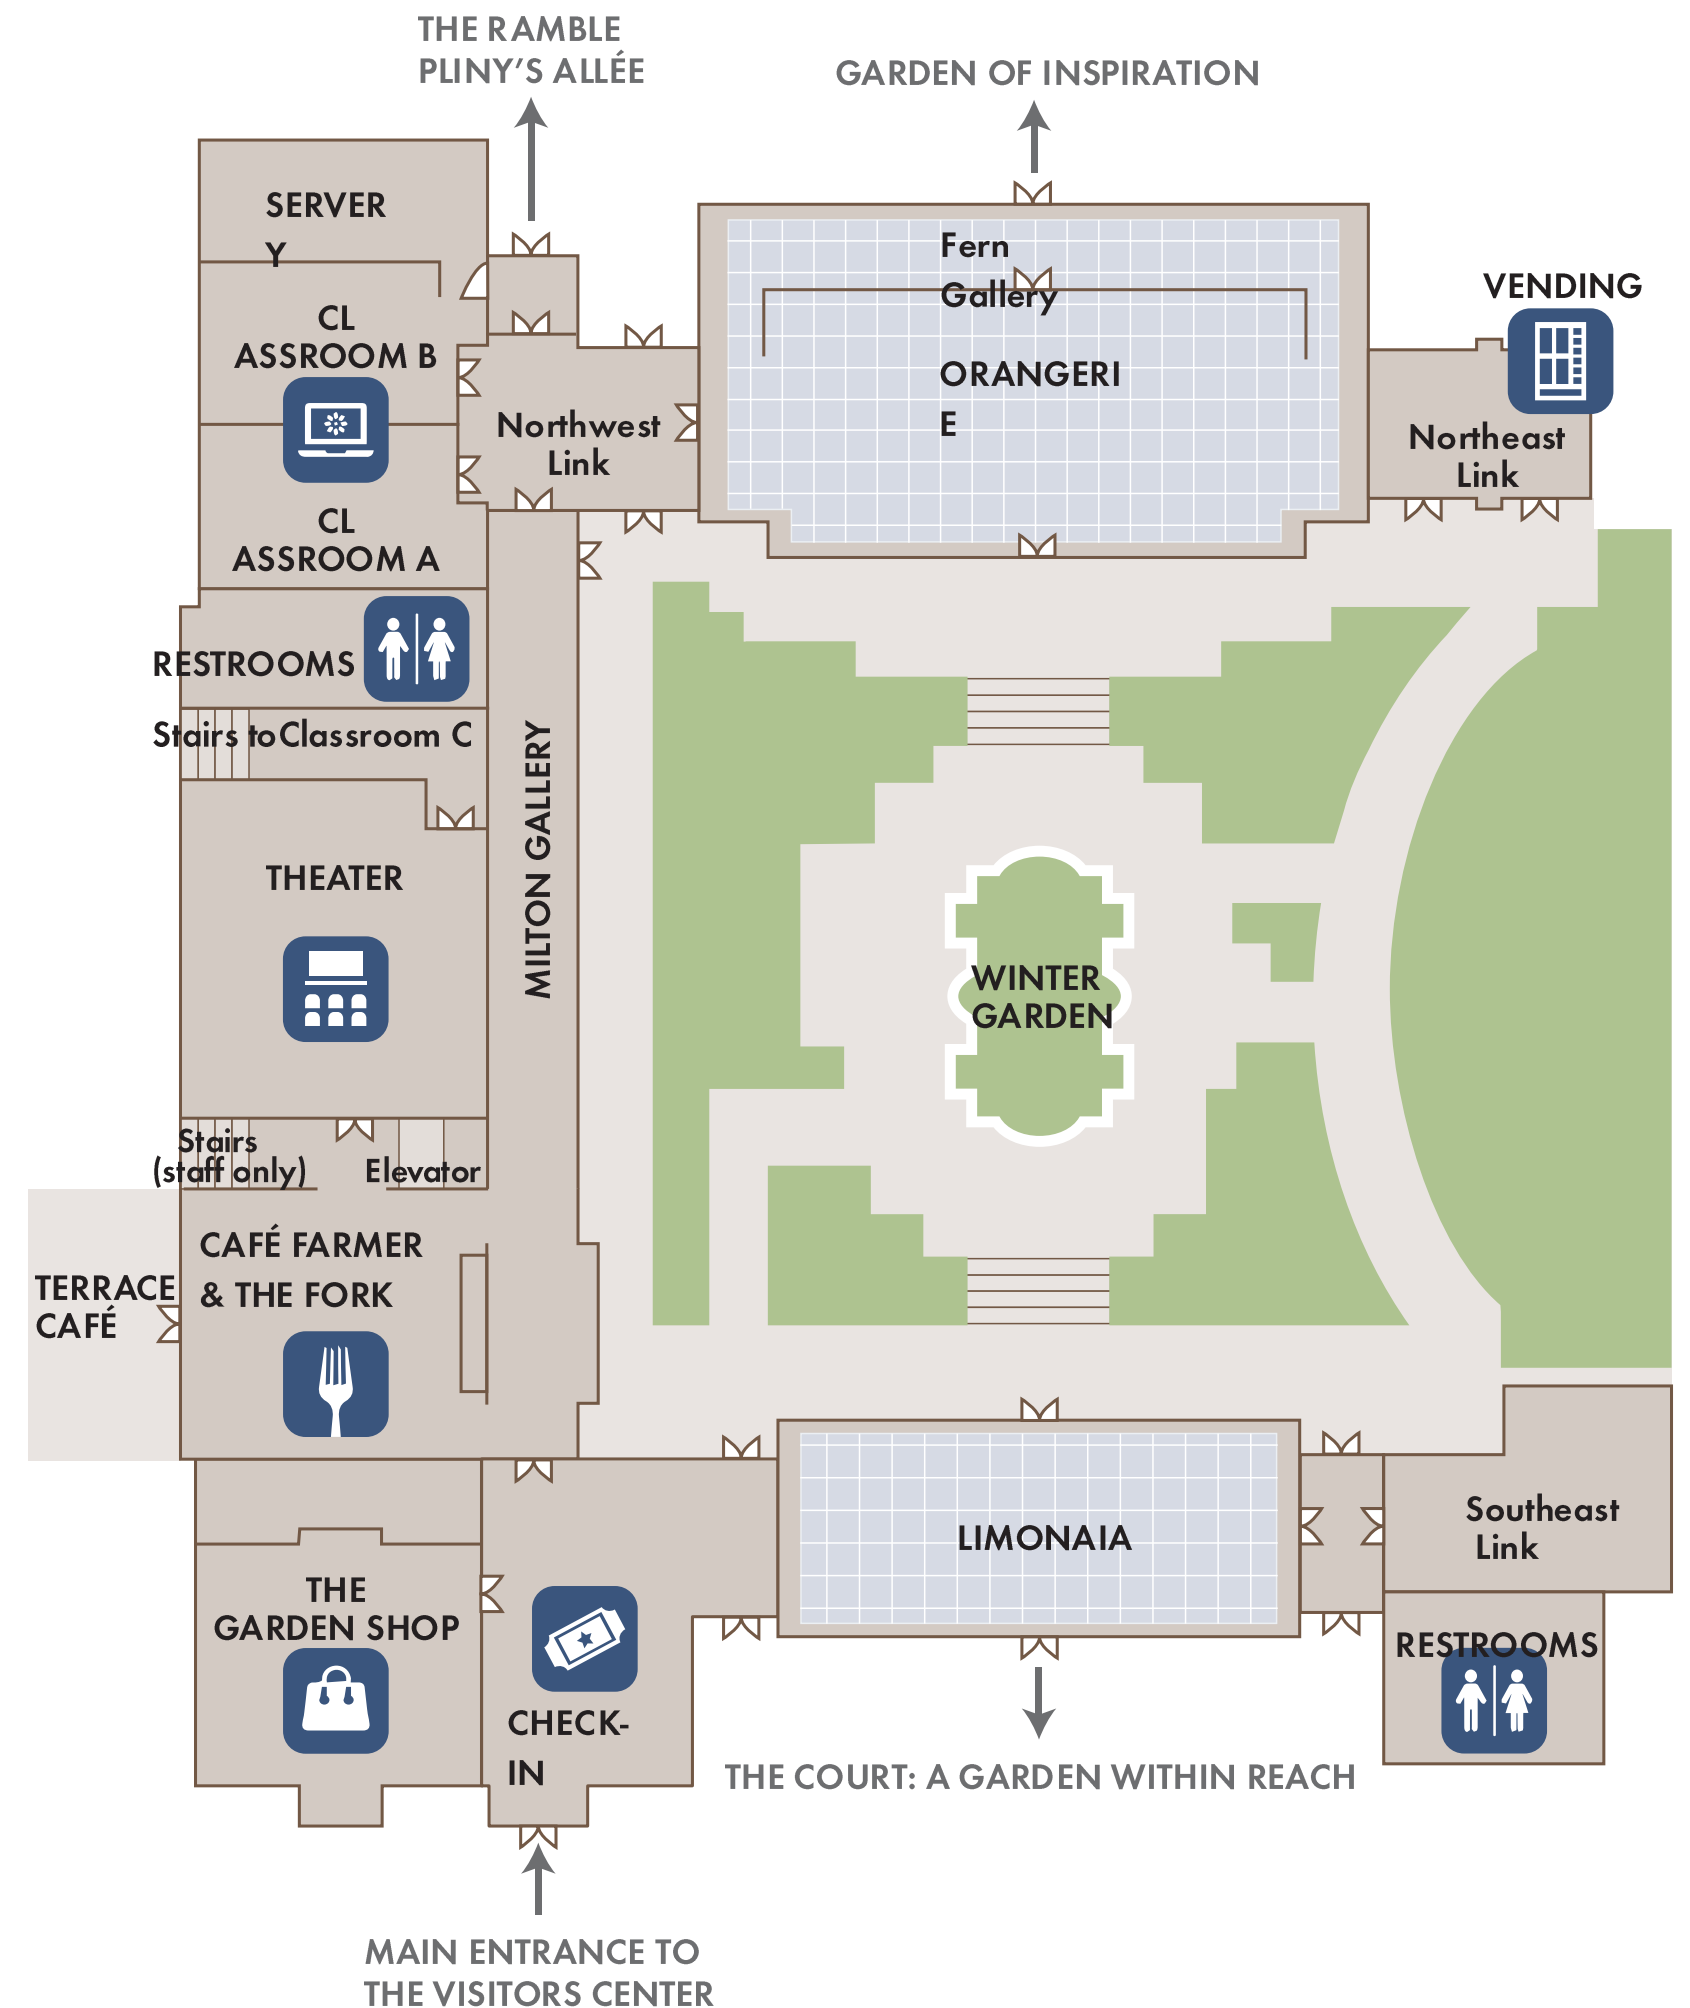 THE RAMBLE
PLINY'S ALLÉE
GARDEN OF INSPIRATION
SERVER
Y
CL
ASSROOM B
Northwest
Link
CL
ASSROOM A
Fern
Gallery
ORANGERI
E
VENDING
Northeast
Link
RESTROOMS
Stairs to Classroom C
MILTON GALLERY
THEATER
WINTER
GARDEN
Stairs
(staff only)
Elevator
CAFÉ FARMER
& THE FORK
TERRACE
CAFÉ
LIMONAIA
Southeast
Link
THE
GARDEN SHOP
RESTROOMS
CHECK-
IN
THE COURT: A GARDEN WITHIN REACH
MAIN ENTRANCE TO
THE VISITORS CENTER